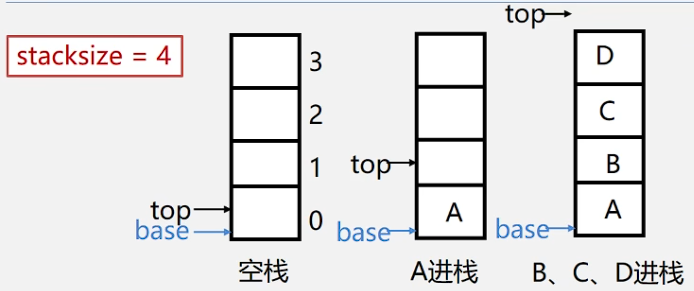 stacksize = 4
top
3
2
1
0
top
base
空栈
top
A
base
A进栈
D
C
B
A
base
B、C、D进栈